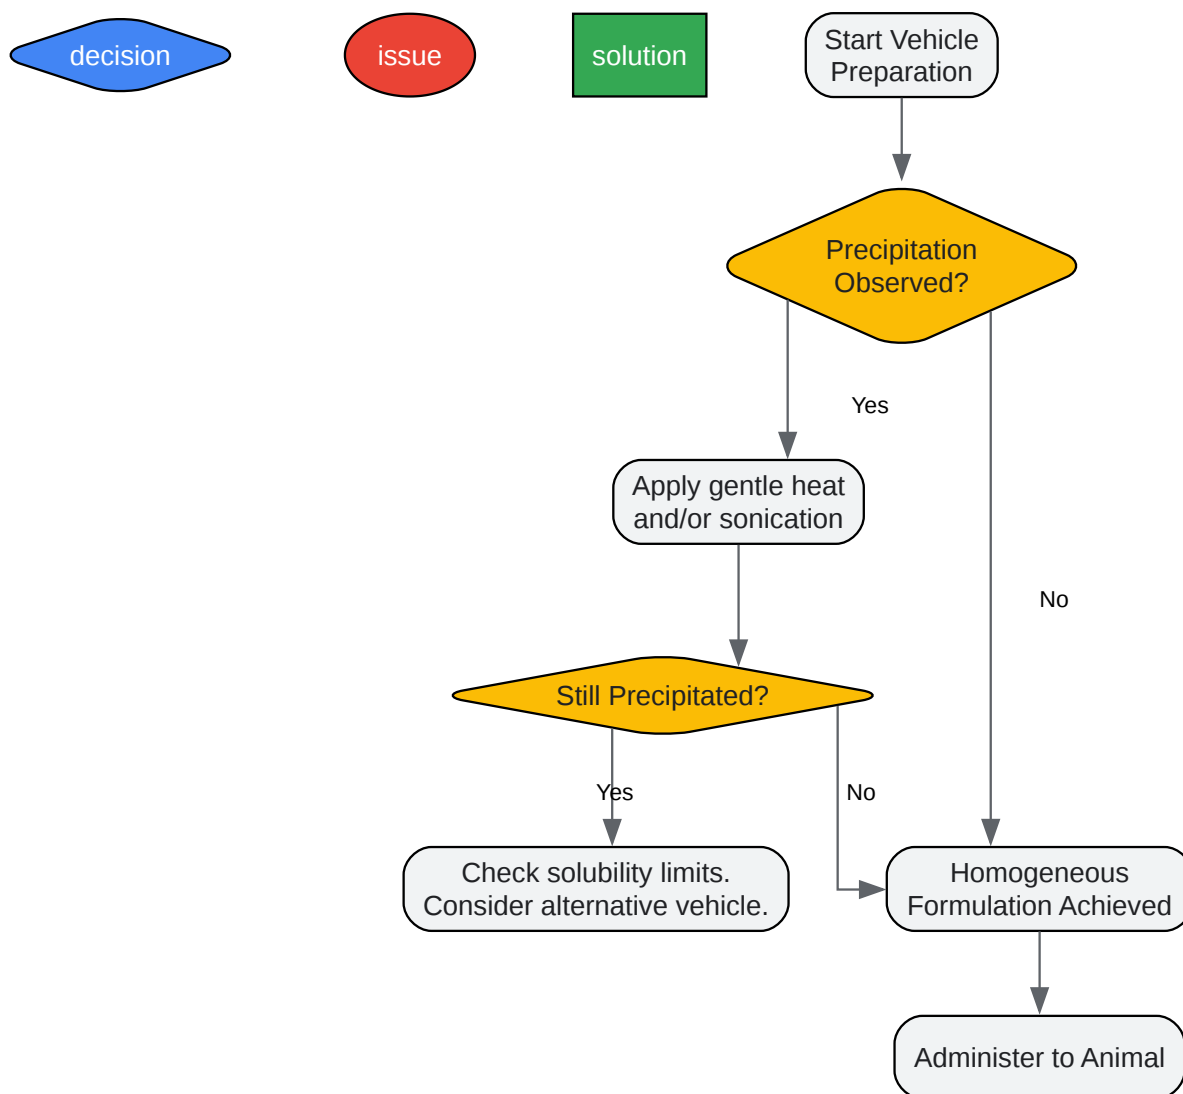 decision
issue
solution
Start Vehicle
Preparation
Precipitation
Observed?
Yes
Apply gentle heat
and/or sonication
No
Still Precipitated?
Yes
No
Check solubility limits.
Consider alternative vehicle.
Homogeneous
Formulation Achieved
Administer to Animal